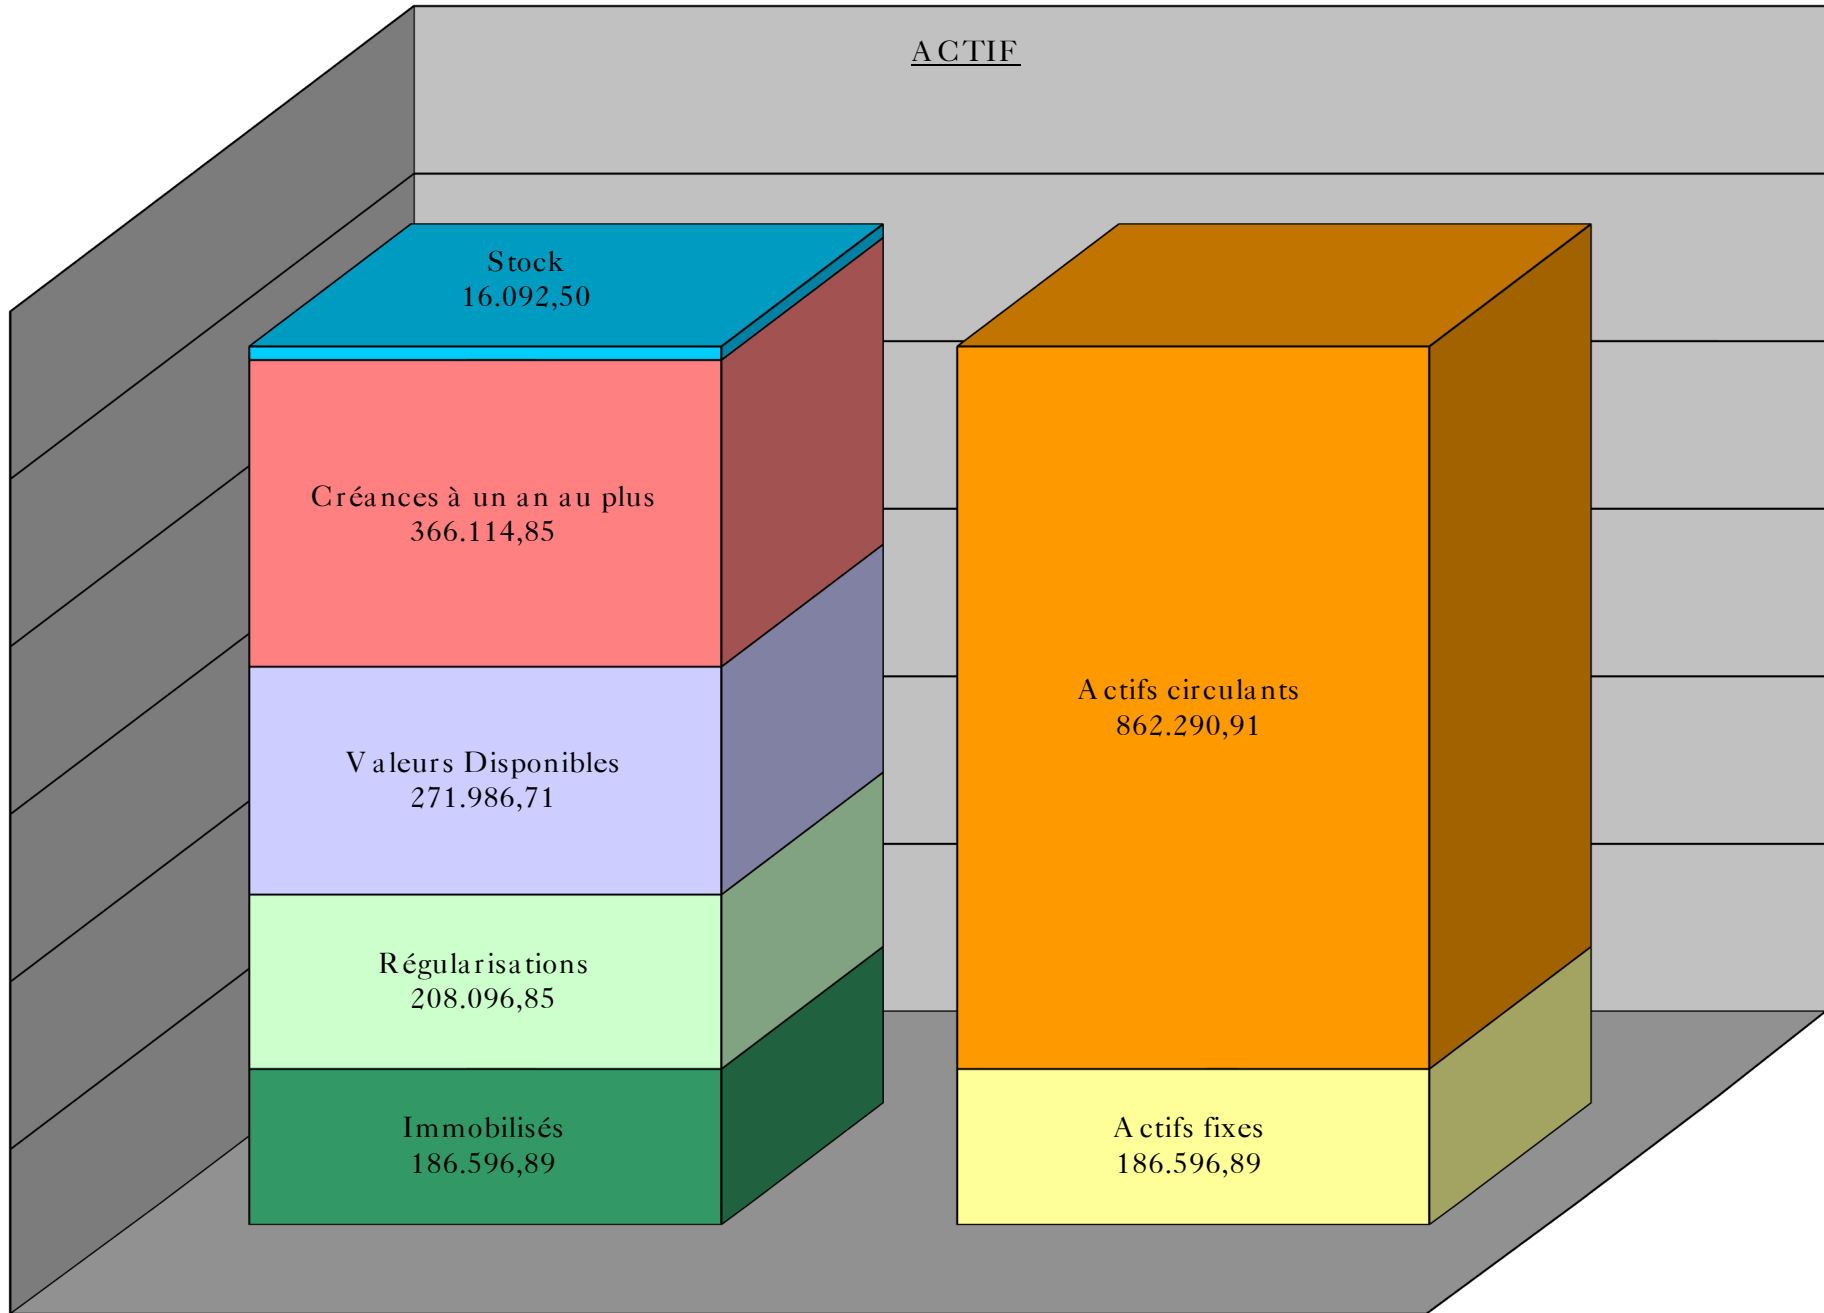 ACTIF
Stock
16.092,50
Créances à un an au plus
366.114,85
Valeurs Disponibles
271.986,71
Régularisations
208.096,85
Immobilisés
186.596,89
Actifs circulants
862.290,91
Actifs fixes
186.596,89